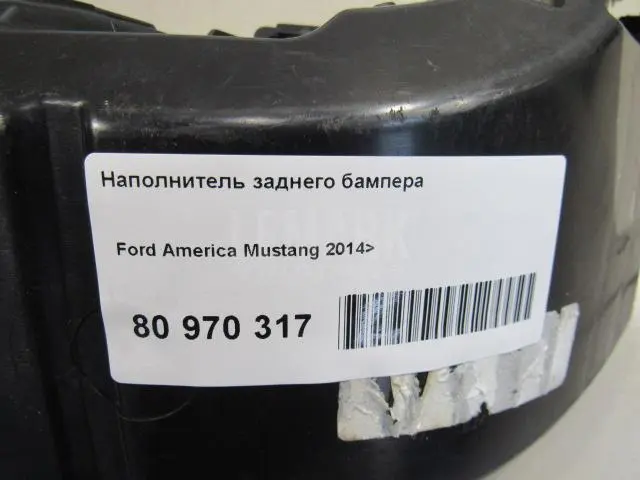 Наполнитель заднего бампера
Ford America Mustang 2014>
80 970 317